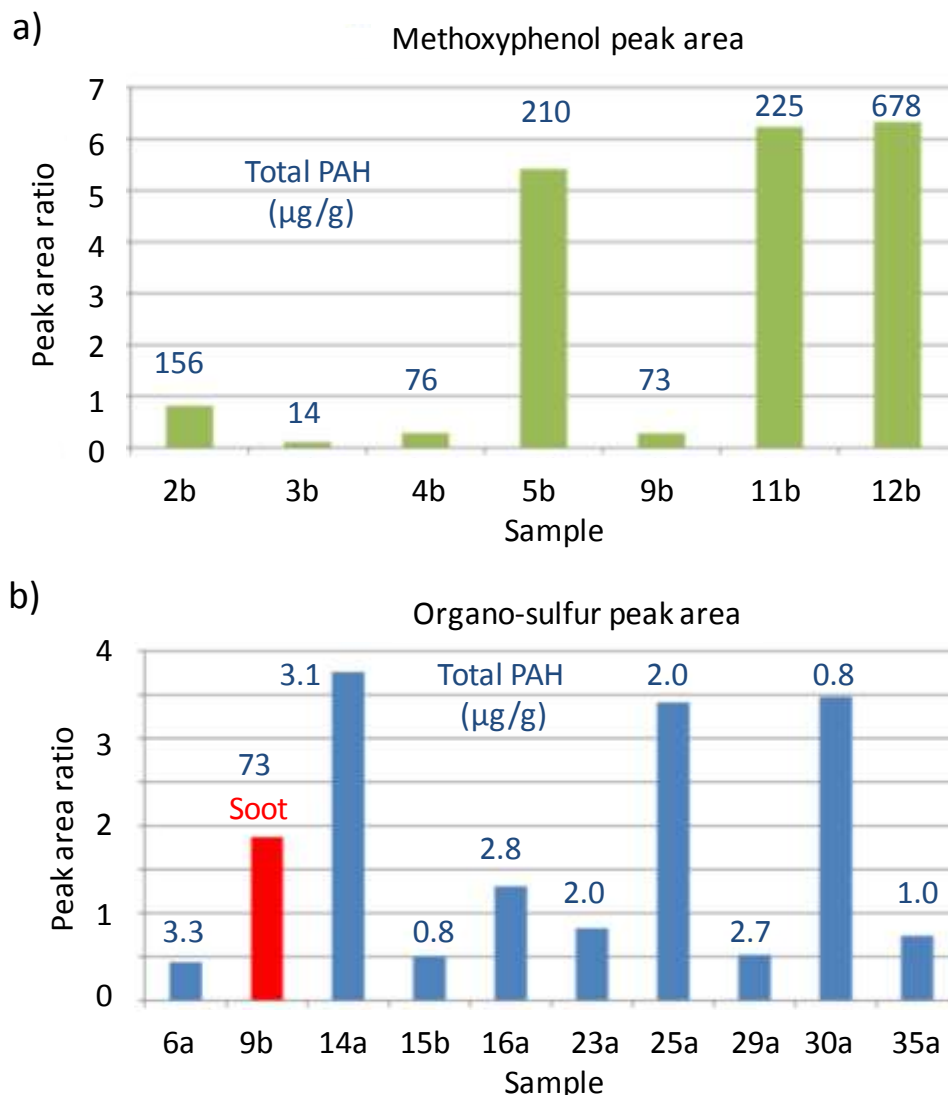 a)
Methoxyphenol peak area
Peak area ratio
7
6
5
4
3
2
1
0
Total PAH
(µg/g)
156
14
76
210
73
225
678
2b 3b 4b 5b 9b 11b 12b
Sample
b)
Organo-sulfur peak area
Peak area ratio
4
3
2
1
0
Total PAH
(µg/g)
3.3
73
Soot
3.1
0.8
2.8
2.0
2.0
2.7
0.8
1.0
6a 9b 14a 15b 16a 23a 25a 29a 30a 35a
Sample